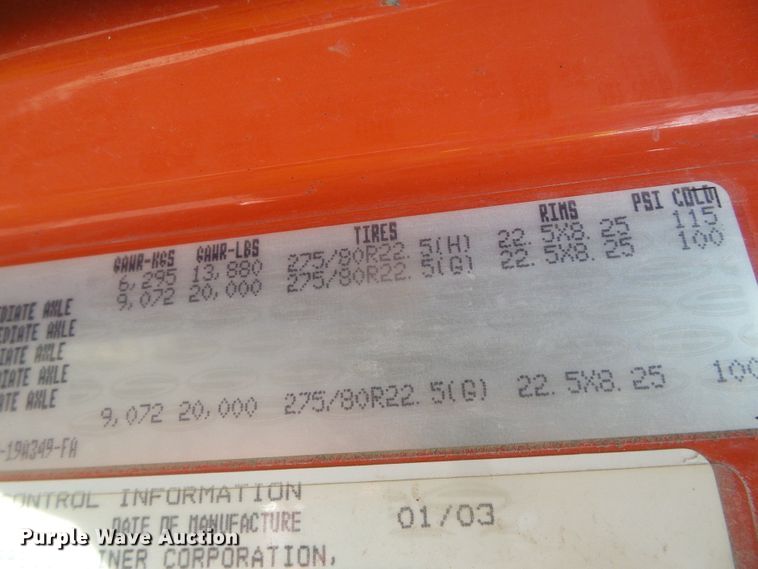 GAWR-KGS GAWR-LBS TIRES RIMS PSI COLD
6,295 13,880 275/80R22.5(H) 22.5X8.25 115
9,072 20,000 275/80R22.5(G) 22.5X8.25 100
DIATE AXLE
EDIATE AXLE
DIATE AXLE
DIATE AXLE
ATE AXLE
9,072 20,000 275/80R22.5(G) 22.5X8.25 100
-19A349-FA
CONTROL INFORMATION
DATE OF MANUFACTURE 01/03
INER CORPORATION,
Purple Wave Auction